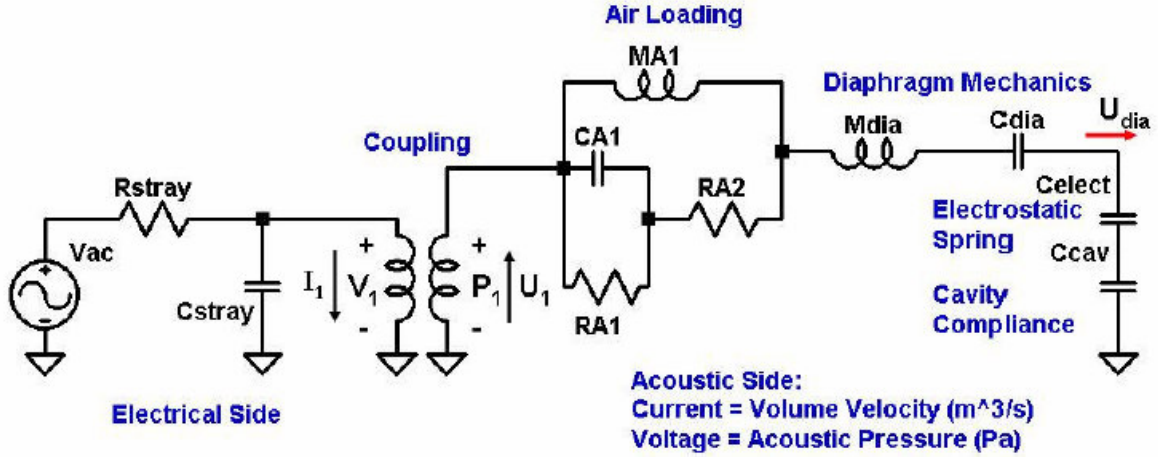 Air Loading
MA1
Diaphragm Mechanics
Mdia
Cdia
U dia
Coupling
CA1
RA2
Rstray
Celect
Electrostatic
Spring
Vac
+
+
+
I1
V1
P1
U1
Cstray
-
-
-
RA1
Ccav
Cavity
Compliance
Electrical Side
Acoustic Side:
Current = Volume Velocity (m^3/s)
Voltage = Acoustic Pressure (Pa)